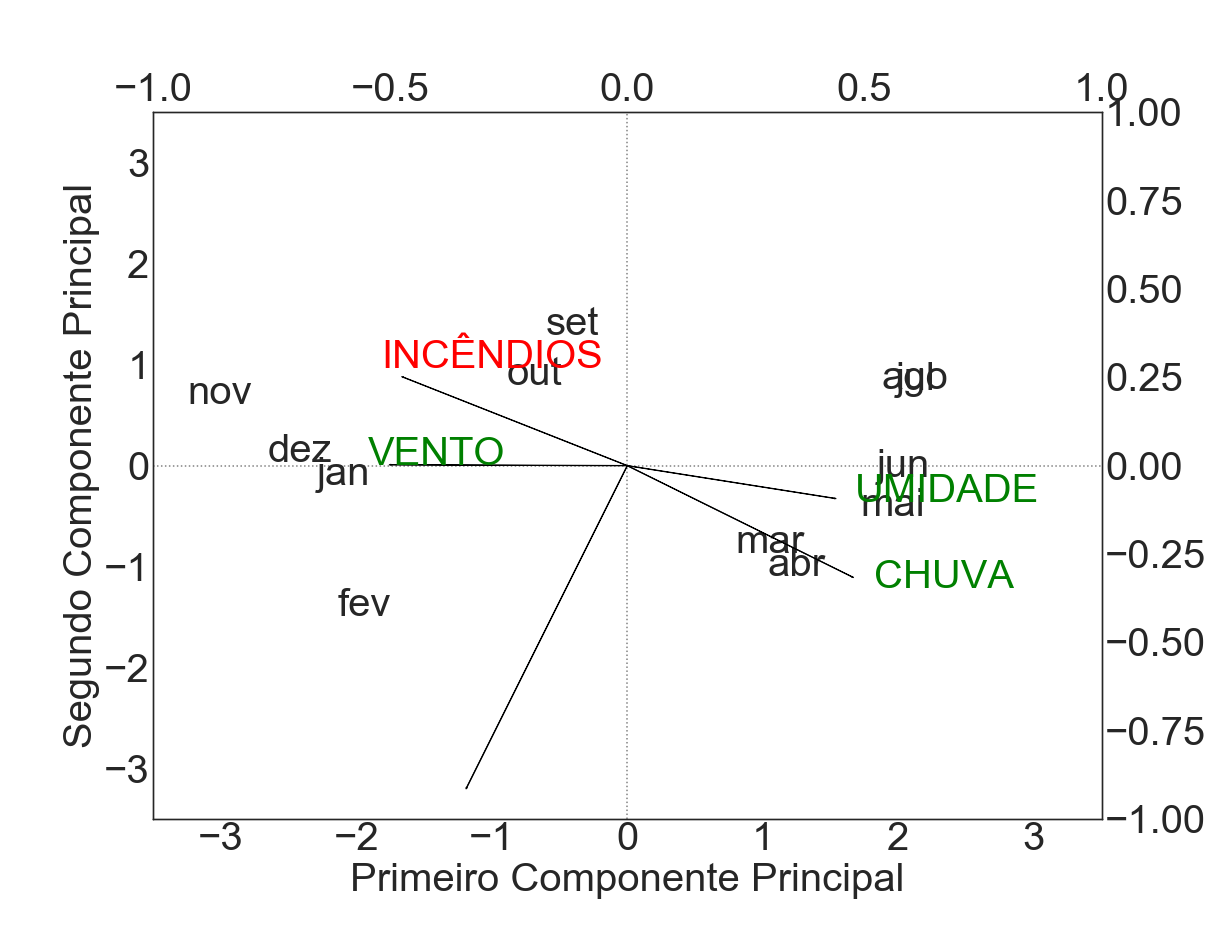 −1.0 −0.5 0.0 0.5 1.0
1.00
3
0.75
2
0.50
set
INCÊNDIOS
1
out
ago
jul
0.25
nov
dez
VENTO
0
jan
jun
0.00
UMIDADE
mai
mar
abr
−0.25
−1
CHUVA
fev
−0.50
−2
−0.75
−3
−1.00
−3 −2 −1 0 1 2 3
Primeiro Componente Principal
Segundo Componente Principal